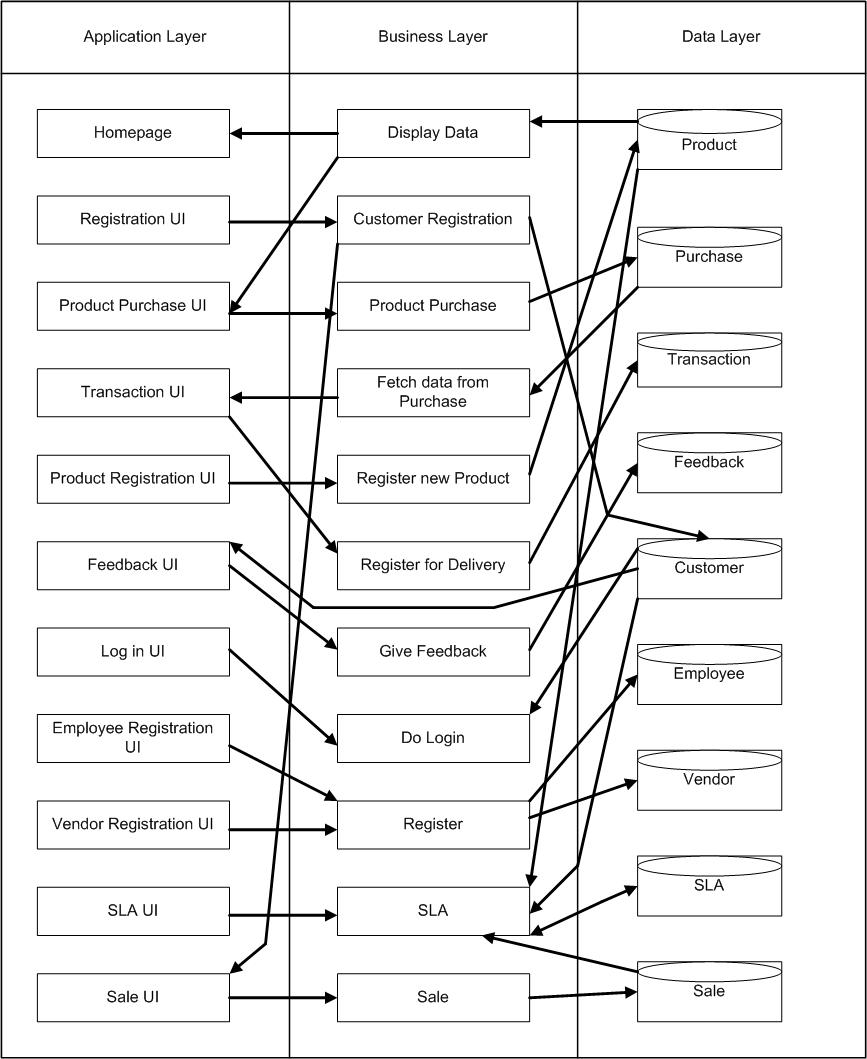 Application Layer
Business Layer
Data Layer
Homepage
Display Data
Product
Registration UI
Customer Registration
Purchase
Product Purchase UI
Product Purchase
Transaction
Transaction UI
Fetch data from
Purchase
Feedback
Product Registration UI
Register new Product
Customer
Feedback UI
Register for Delivery
Employee
Log in UI
Give Feedback
Vendor
Employee Registration
UI
Do Login
SLA
Vendor Registration UI
Register
Sale
SLA UI
SLA
Sale UI
Sale